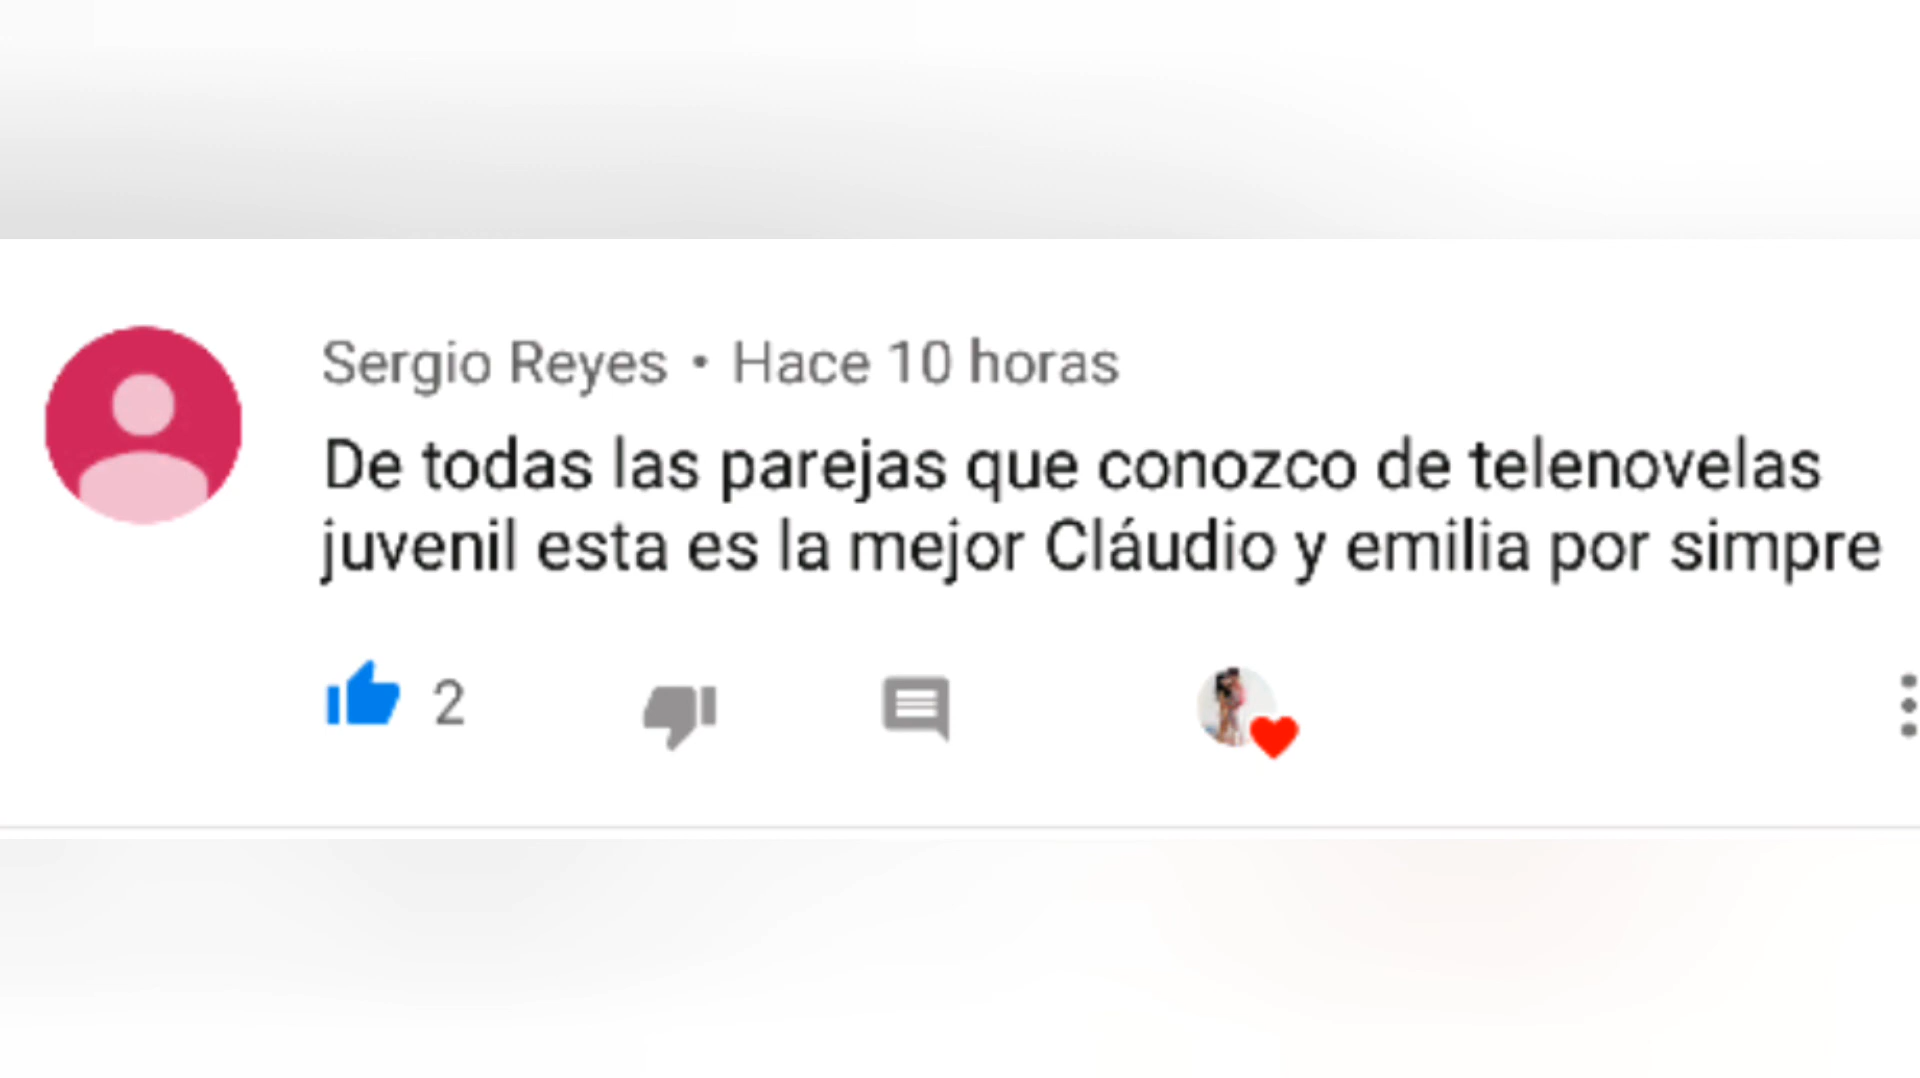 Sergio Reyes • Hace 10 horas
De todas las parejas que conozco de telenovelas
juvenil esta es la mejor Cláudio y emilia por simpre
2